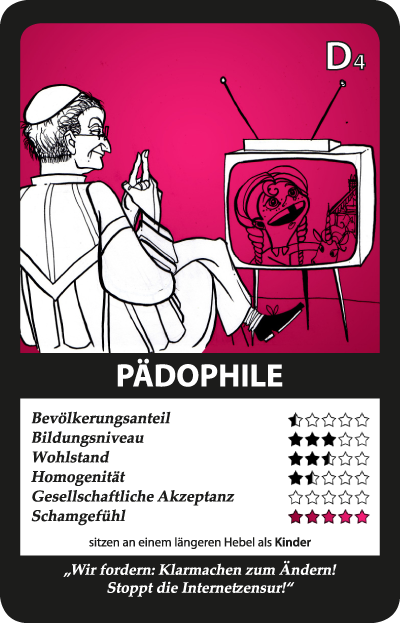 D4
PÄDOPHILE
Bevölkerungsanteil
Bildungsniveau
Wohlstand
Homogenität
Gesellschaftliche Akzeptanz
Schamgefühl
sitzen an einem längeren Hebel als Kinder
„Wir fordern: Klarmachen zum Ändern!
Stoppt die Internetzensur!“